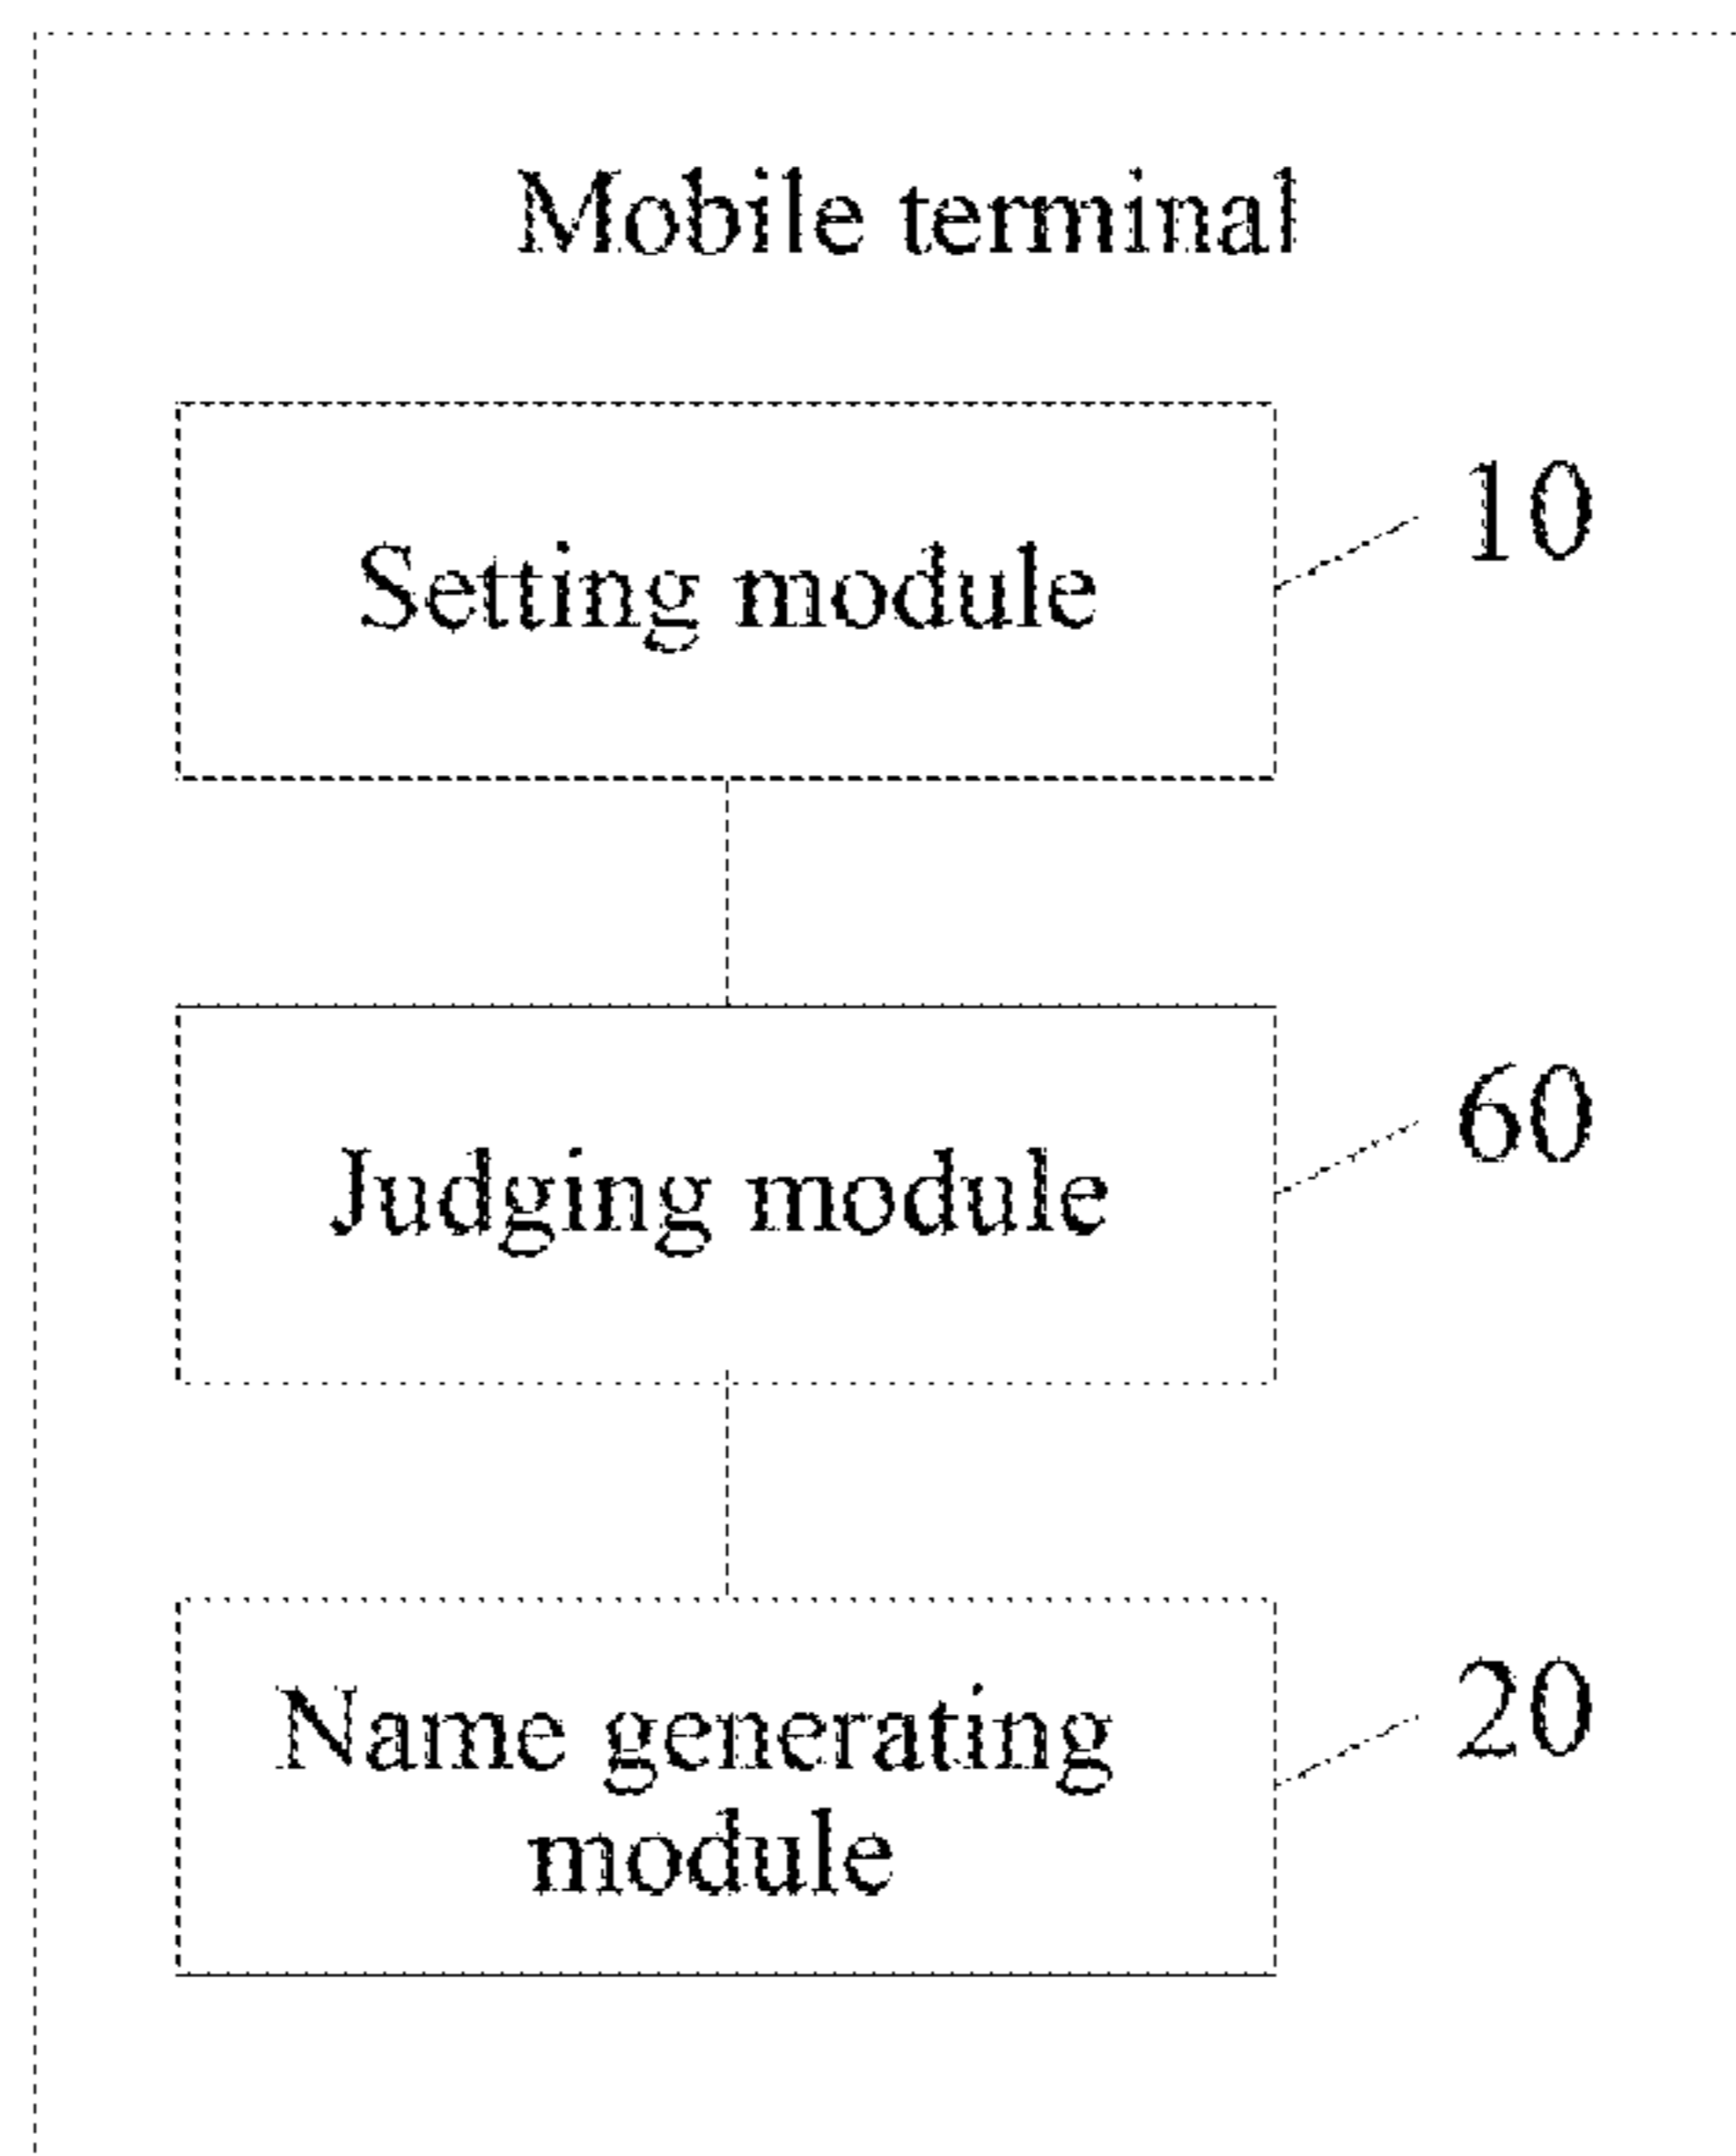 Mobile terminal
Setting module
10
Judging module
60
Name generating
module
20